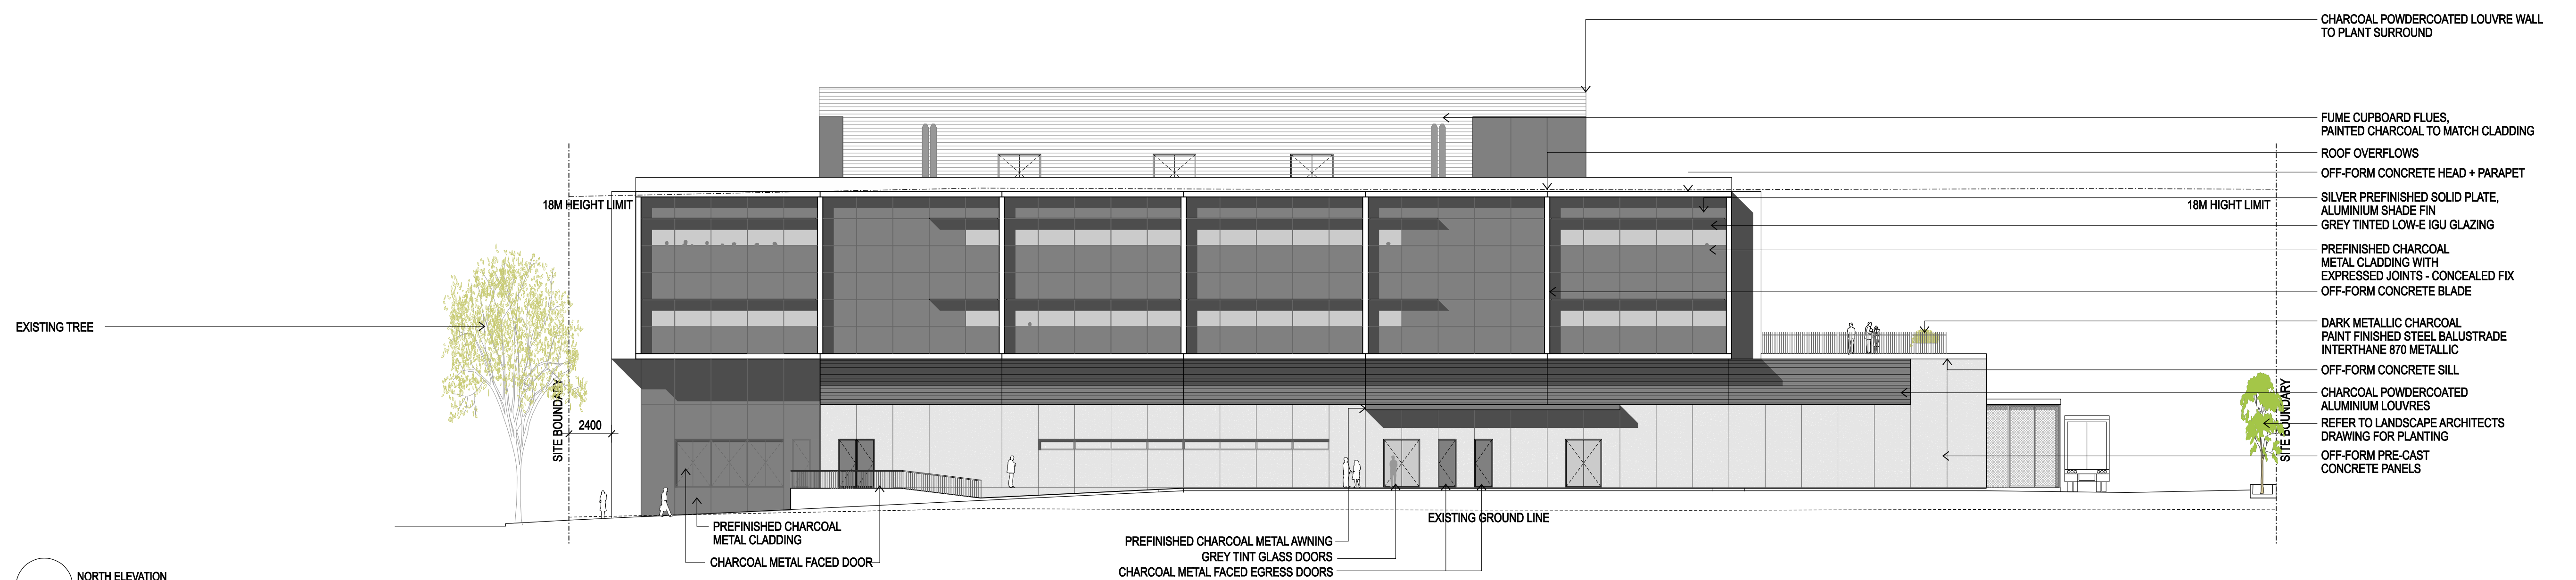 CHARCOAL POWDERCOATED LOUVRE WALL
TO PLANT SURROUND
FUME CUPBOARD FLUES,
PAINTED CHARCOAL TO MATCH CLADDING
ROOF OVERFLOWS
OFF-FORM CONCRETE HEAD + PARAPET
SILVER PREFINISHED SOLID PLATE,
ALUMINIUM SHADE FIN
18M HEIGHT LIMIT
18M HIGHT LIMIT
GREY TINTED LOW-E IGU GLAZING
PREFINISHED CHARCOAL
METAL CLADDING WITH
EXPRESSED JOINTS - CONCEALED FIX
OFF-FORM CONCRETE BLADE
EXISTING TREE
DARK METALLIC CHARCOAL
PAINT FINISHED STEEL BALUSTRADE
INTERTHANE 870 METALLIC
OFF-FORM CONCRETE SILL
CHARCOAL POWDERCOATED
ALUMINIUM LOUVRES
REFER TO LANDSCAPE ARCHITECTS
DRAWING FOR PLANTING
OFF-FORM PRE-CAST
CONCRETE PANELS
SITE BOUNDARY
2400
SITE BOUNDARY
EXISTING GROUND LINE
PREFINISHED CHARCOAL
METAL CLADDING
CHARCOAL METAL FACED DOOR
PREFINISHED CHARCOAL METAL AWNING
GREY TINT GLASS DOORS
CHARCOAL METAL FACED EGRESS DOORS
NORTH ELEVATION